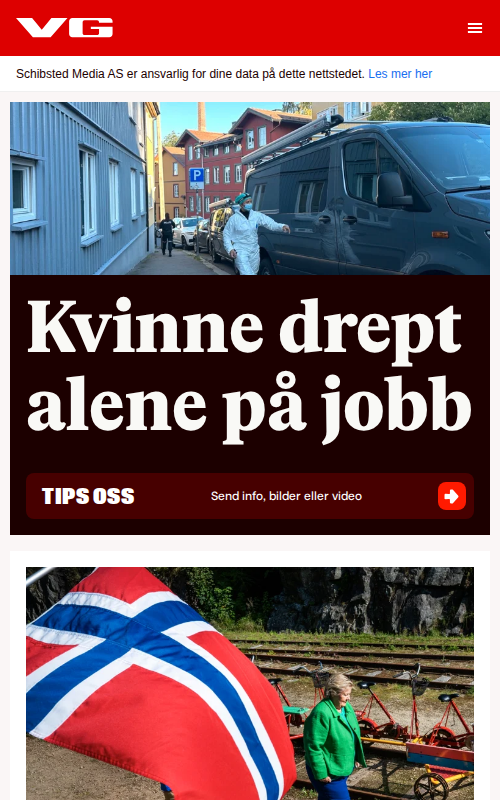 VG
Schibsted Media AS er ansvarlig for dine data på dette nettstedet. Les mer her
P
Kvinne drept
alene på jobb
TIPS OSS
Send info, bilder eller video